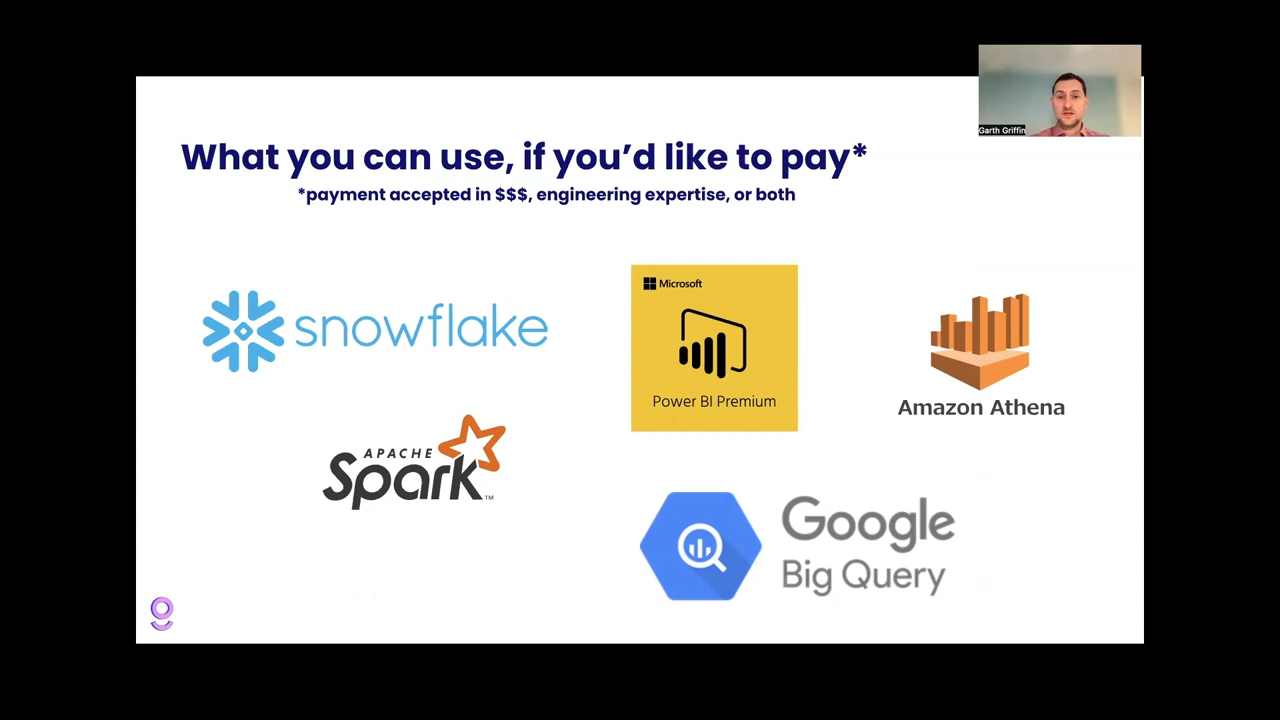 Garth Griffin
What you can use, if you’d like to pay*
*payment accepted in $$$, engineering expertise, or both
snowflake
Microsoft
Power BI Premium
Amazon Athena
APACHE
Spark™
Google
Big Query
g